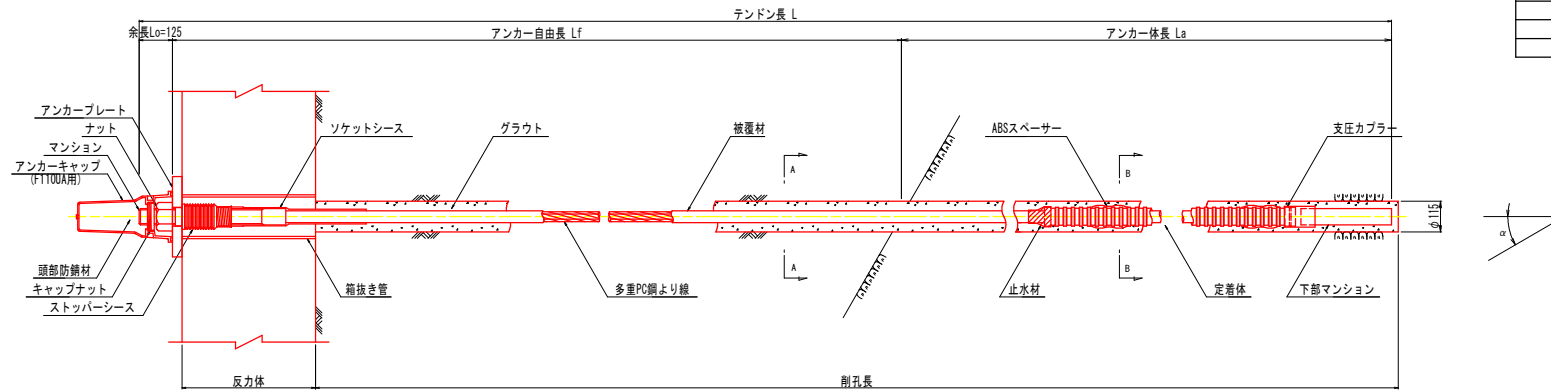 テンドン長 L
余長Lo=125
アンカー自由長 Lf
アンカー体長 La
アンカープレート
ナット
マンション
アンカーキャップ
(F110UA用)
ソケットシース
グラウト
被覆材
ABSスペーサー
支圧カプラー
A
B
φ115
α
頭部防錆材
キャップナット
ストッパーシース
箱抜き管
多重PC鋼より線
A
B
止水材
定着体
下部マンション
反力体
削孔長